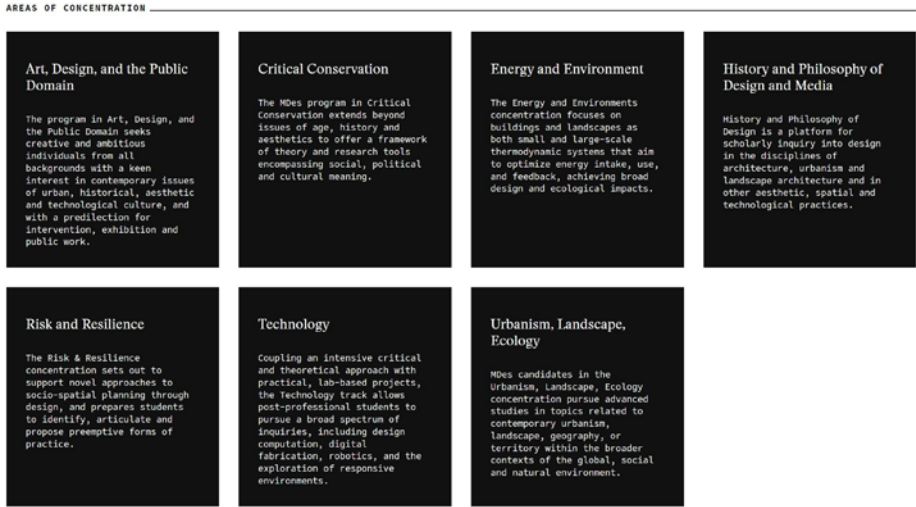 AREAS OF CONCENTRATION
Art, Design, and the Public
Domain
The program in Art, Design, and
the Public Domain seeks
creative and ambitious
individuals from all
backgrounds with a keen
interest in contemporary issues
of urban, historical, aesthetic
and technological culture, and
with a predilection for
intervention, exhibition and
public work.
Critical Conservation
The MDes program in Critical
Conservation extends beyond
issues of age, history and
aesthetics to offer a framework
of theory and research tools
encompassing social, political
and cultural meaning.
Energy and Environment
The Energy and Environments
concentration focuses on
buildings and landscapes as
both small and large-scale
thermodynamic systems that aim
to optimize energy intake, use,
and feedback, achieving broad
design and ecological impacts.
History and Philosophy of
Design and Media
History and Philosophy of
Design is a platform for
scholarly inquiry into design
in the disciplines of
architecture, urbanism and
landscape architecture and in
other aesthetic, spatial and
technological practices.
Risk and Resilience
The Risk & Resilience
concentration sets out to
support novel approaches to
socio-spatial planning through
design, and prepares students
to identify, articulate and
propose preemptive forms of
practice.
Technology
Coupling an intensive critical
and theoretical approach with
practical, lab-based projects,
the Technology track allows
post-professional students to
pursue a broad spectrum of
inquiries, including design
computation, digital
fabrication, robotics, and the
exploration of responsive
environments.
Urbanism, Landscape,
Ecology
MDes candidates in the
Urbanism, Landscape, Ecology
concentration pursue advanced
studies in topics related to
contemporary urbanism,
landscape, geography, or
territory within the broader
contexts of the global, social
and natural environment.